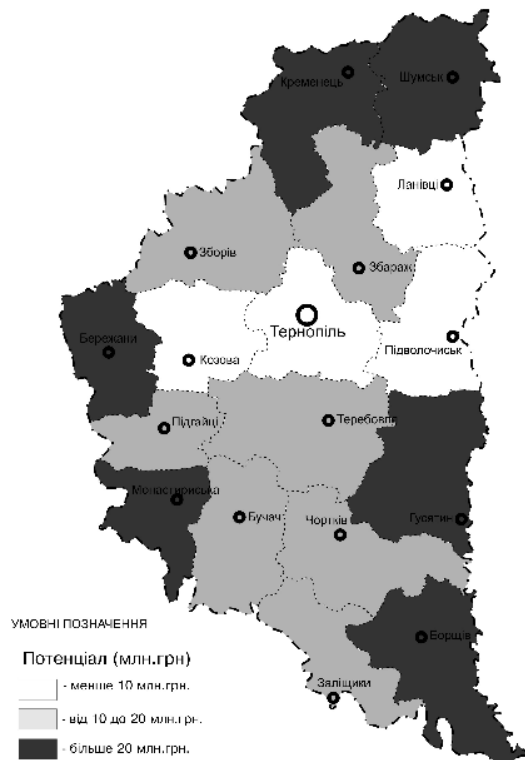 Кременець
Шумськ
Ланівці
Зборів
Збараж
Тернопіль
Бережани
Козова
Підволочиськ
Підгайці
Теребовля
Монастириська
Бучач
Чортків
Гусятин
Борщів
Заліщики
УМОВНІ ПОЗНАЧЕННЯ
Потенціал (млн.грн)
- менше 10 млн.грн.
- від 10 до 20 млн.грн.
- більше 20 млн.грн.